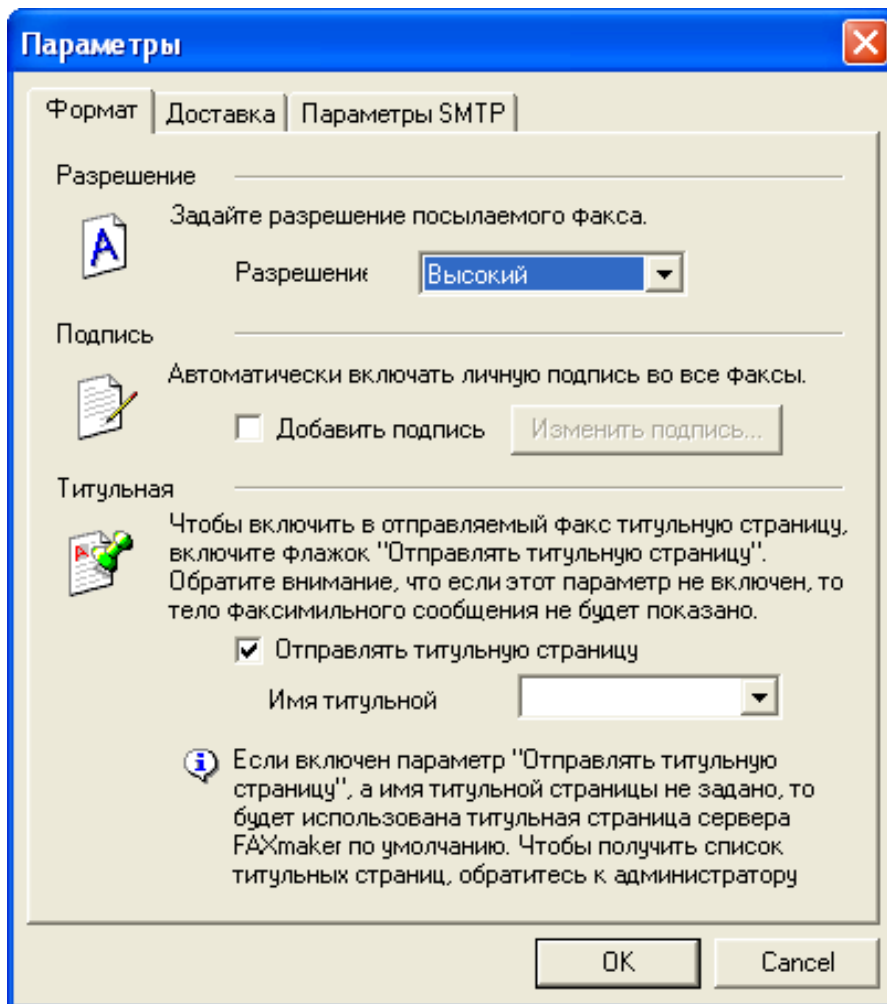 Параметры
Формат
Доставка
Параметры SMTP
Разрешение
Задайте разрешение посылаемого факса.
Разрешение
Высокий
Подпись
Автоматически включать личную подпись во все факсы.
Добавить подпись
Изменить подпись...
Титульная
Чтобы включить в отправляемый факс титульную страницу,
включите флажок "Отправлять титульную страницу".
Обратите внимание, что если этот параметр не включен, то
тело факсимильного сообщения не будет показано.
Отправлять титульную страницу
Имя титульной
Если включен параметр "Отправлять титульную
страницу", а имя титульной страницы не задано, то
будет использована титульная страница сервера
FAXmaker по умолчанию. Чтобы получить список
титульных страниц, обратитесь к администратору
OK
Cancel